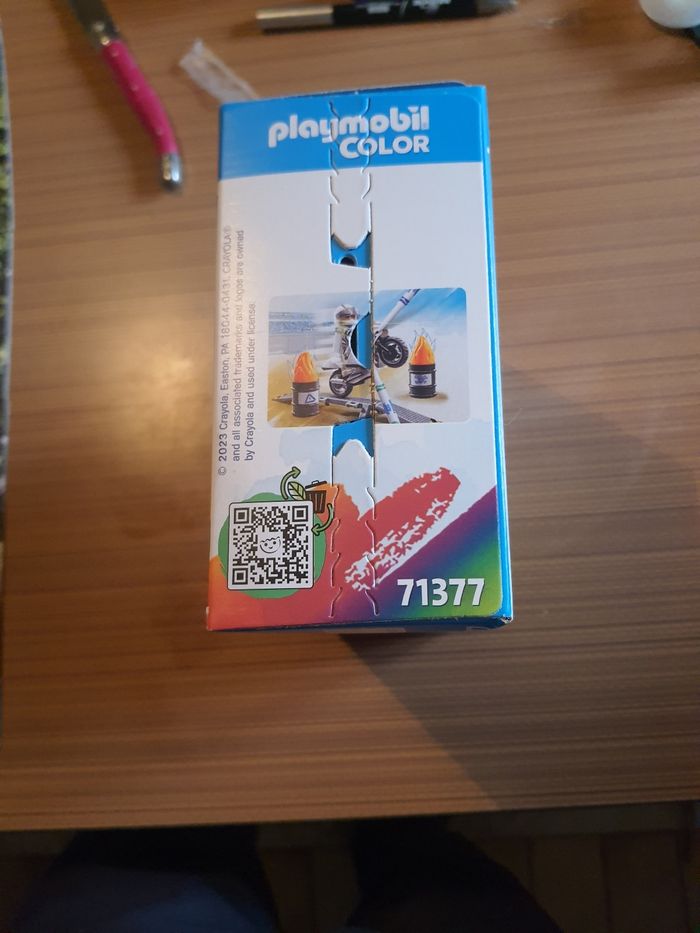 playmobil
COLOR
© 2023 Crayola, Easton, PA 18044-0431. CRAYOLA®
and all associated trademarks and logos are owned
by Crayola and used under license.
71377